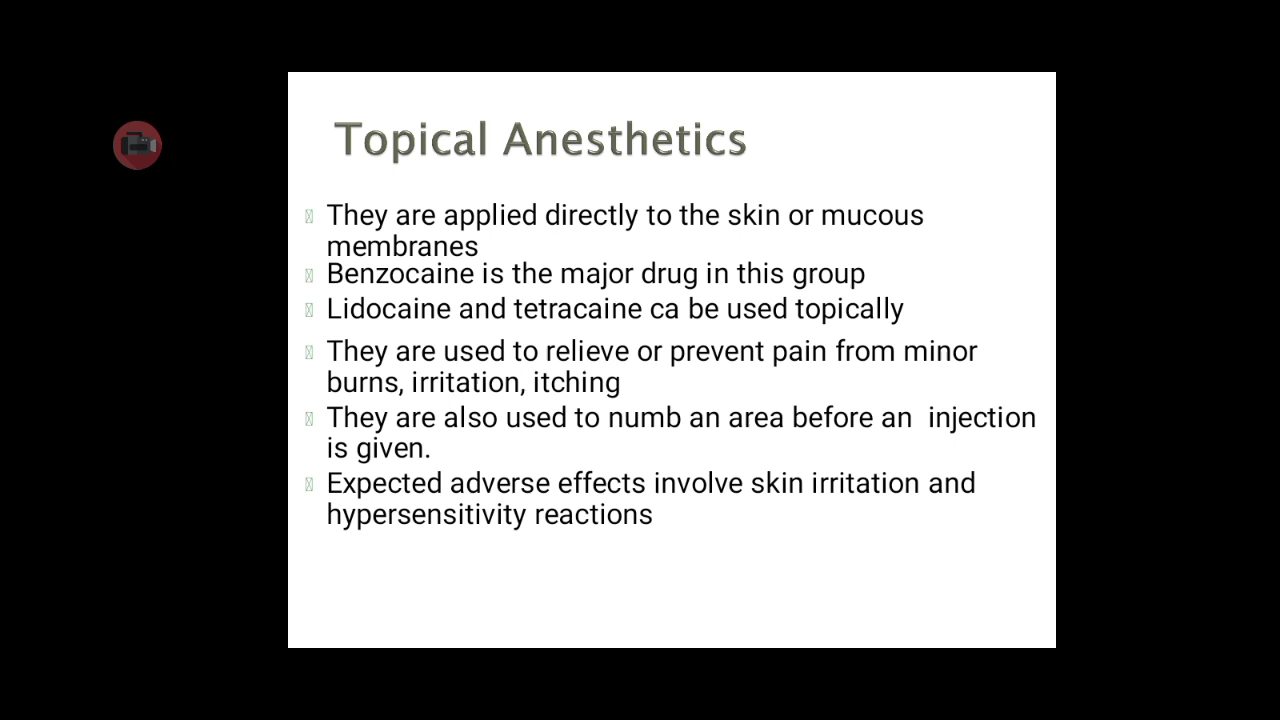 Topical Anesthetics
They are applied directly to the skin or mucous
membranes
Benzocaine is the major drug in this group
Lidocaine and tetracaine ca be used topically
They are used to relieve or prevent pain from minor
burns, irritation, itching
They are also used to numb an area before an  injection
is given.
Expected adverse effects involve skin irritation and
hypersensitivity reactions